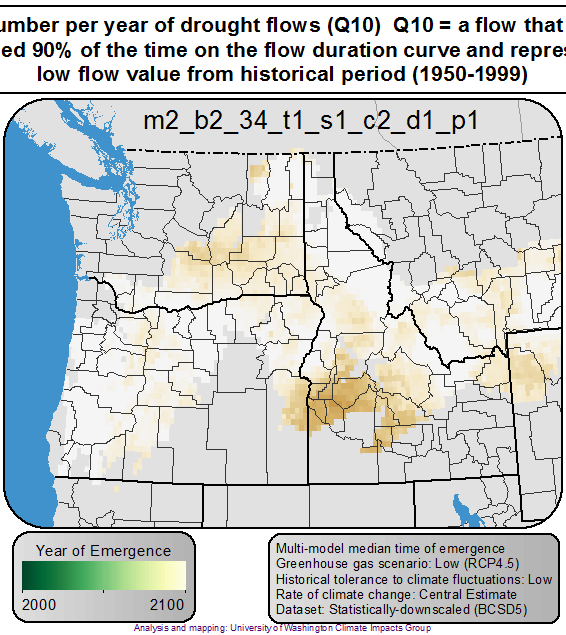 umber per year of drought flows (Q10)  Q10 = a flow that
ed 90% of the time on the flow duration curve and repres
low flow value from historical period (1950-1999)
m2_b2_34_t1_s1_c2_d1_p1
Year of Emergence
2000 2100
Multi-model median time of emergence
Greenhouse gas scenario: Low (RCP4.5)
Historical tolerance to climate fluctuations: Low
Rate of climate change: Central Estimate
Dataset: Statistically-downscaled (BCSD5)
Analysis and mapping: University of Washington Climate Impacts Group